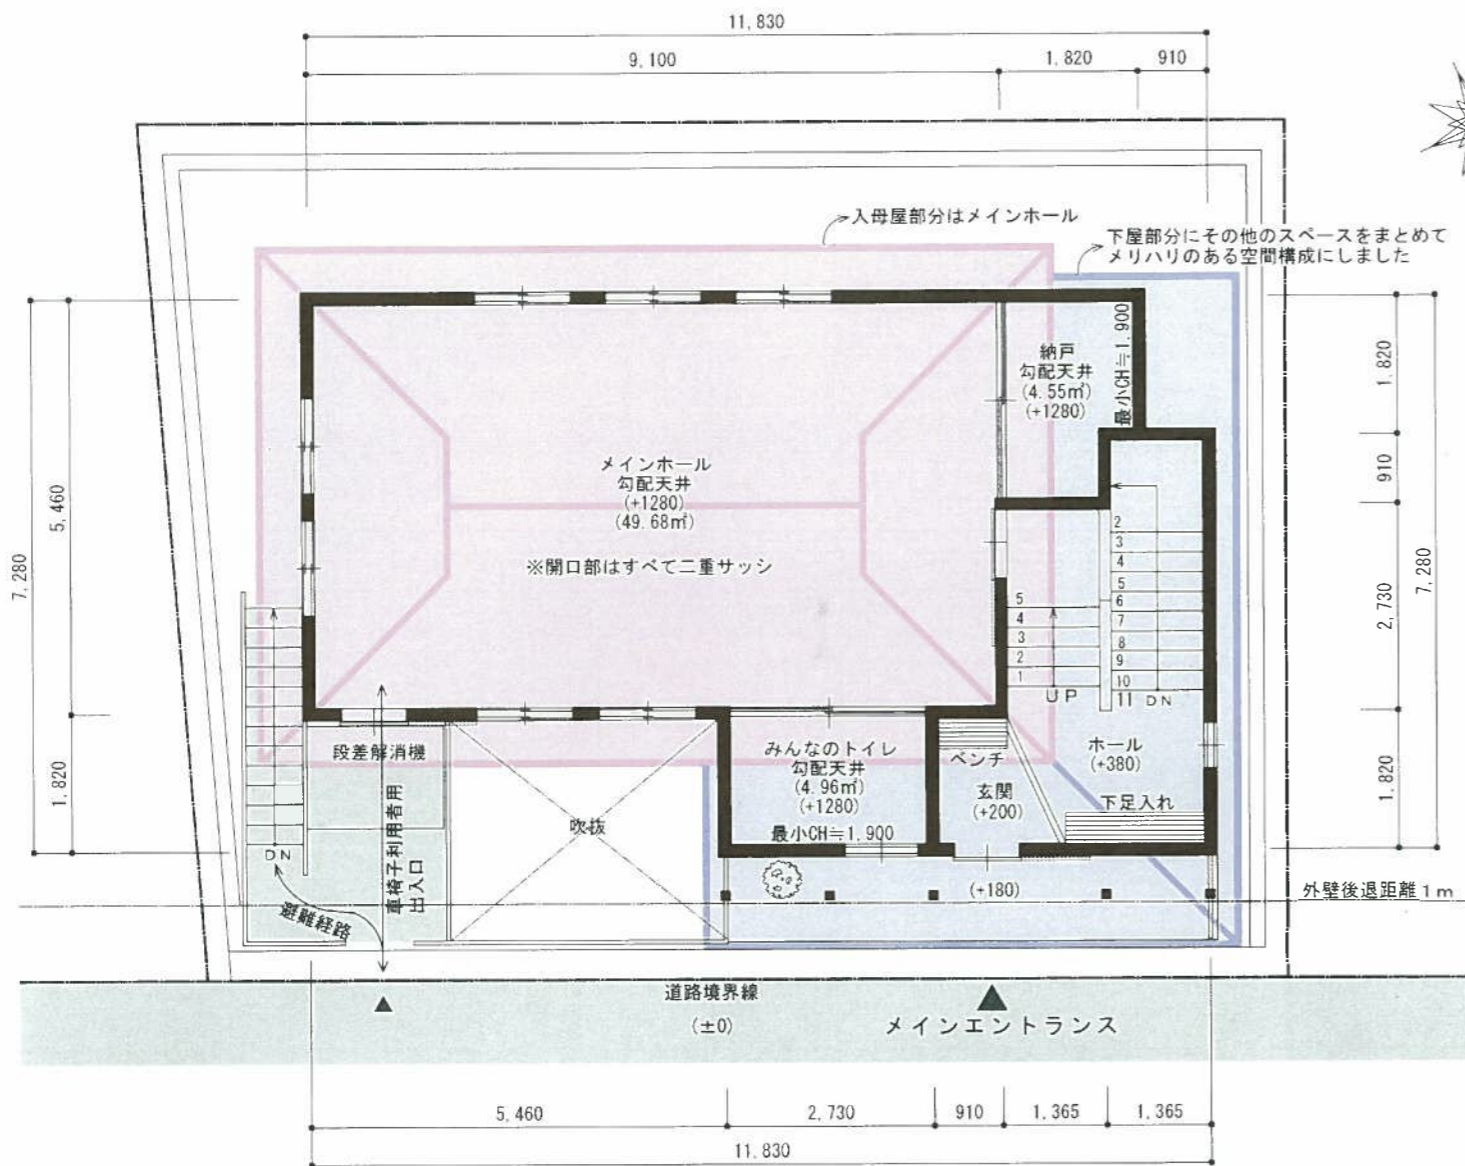 11,830
9,100
1,820
910
入母屋部分はメインホール
下屋部分にその他のスペースをまとめて
メリハリのある空間構成にしました
7,280
5,460
1,820
メインホール
勾配天井
(+1280)
(49.68㎡)
※開口部はすべて二重サッシ
納戸
勾配天井
(4.55㎡)
(+1280)
最小CH≒1.900
2
3
4
5
6
7
8
9
10
11
DN
5
4
3
2
1
UP
1,820
910
2,730
1,820
7,280
段差解消機
車椅子利用者用
出入口
DN
避難経路
吹抜
みんなのトイレ
勾配天井
(4.96㎡)
(+1280)
最小CH≒1.900
ベンチ
玄関
(+200)
ホール
(+380)
下足入れ
(+180)
外壁後退距離1m
道路境界線
(±0)
メインエントランス
5,460
2,730
910
1.365
1.365
11.830